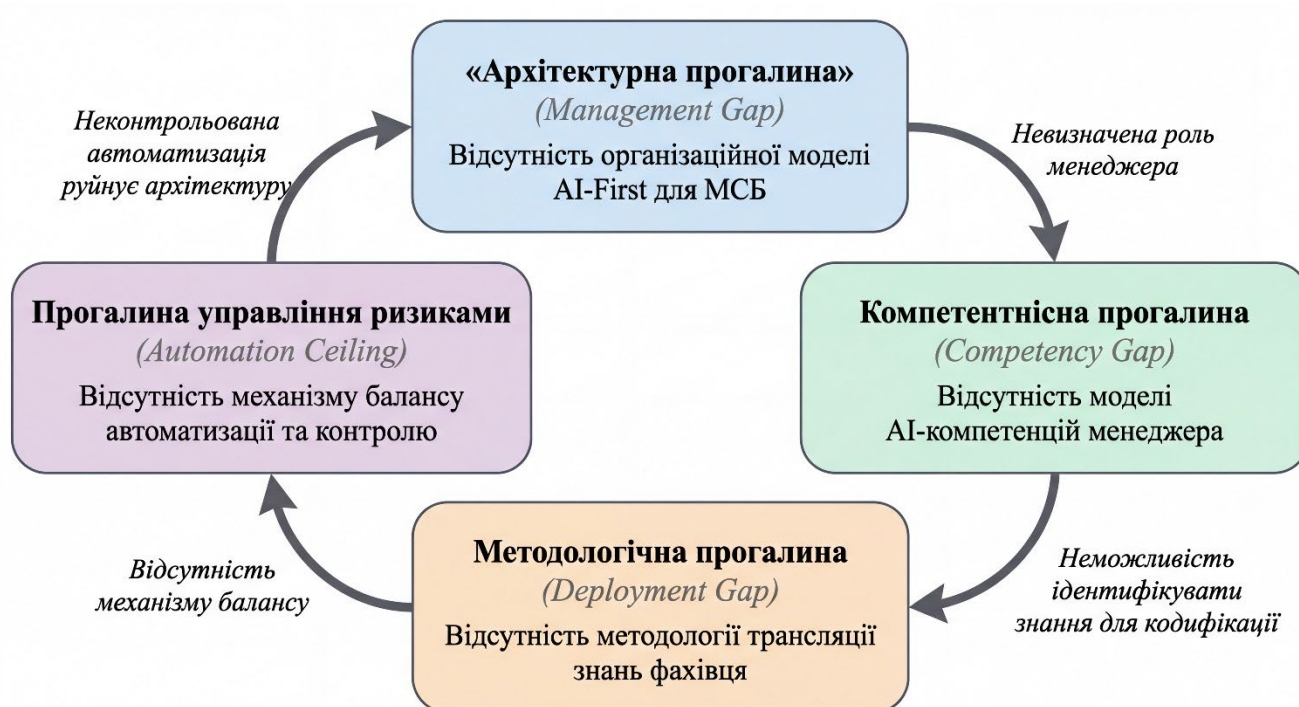 «Архітектурна прогалина»
(Management Gap)
Відсутність організаційної моделі
AI-First для МСБ
Невизначена роль
менеджера
Компетентнісна прогалина
(Competency Gap)
Відсутність моделі
AI-компетенцій менеджера
Неможливість
ідентифікувати
знання для кодифікації
Методологічна прогалина
(Deployment Gap)
Відсутність методології трансляції
знань фахівця
Відсутність
механізму балансу
Прогалина управління ризиками
(Automation Ceiling)
Відсутність механізму балансу
автоматизації та контролю
Неконтрольована
автоматизація
руйнує архітектуру